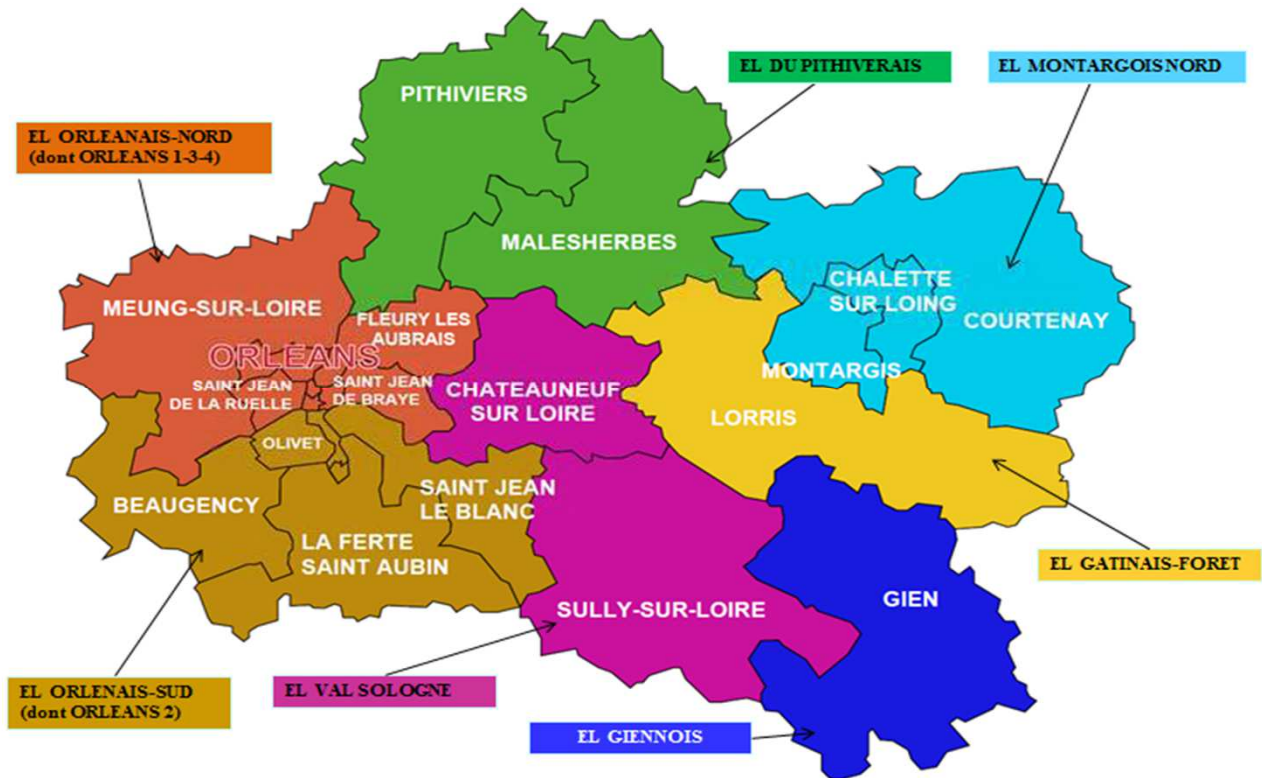 EL DU PITHIVERAIS
EL MONTARGOIS NORD
PITHIVIERS
EL ORLEANAIS-NORD
(dont ORLEANS 1-3-4)
MALESHERBES
MEUNG-SUR-LOIRE
CHALETTE
SUR LOING
FLEURY LES
AUBRAIS
COURTENAY
ORLEANS
MONTARGIS
SAINT JEAN
DE LA RUELLE
SAINT JEAN
DE BRAYE
CHATEAUNEUF
SUR LOIRE
LORRIS
OLIVET
BEAUGENCY
SAINT JEAN
LE BLANC
LA FERTE
SAINT AUBIN
EL GATINAIS-FORET
SULLY-SUR-LOIRE
GIEN
EL ORLENAIS-SUD
(dont ORLEANS 2)
EL VAL SOLOGNE
EL GIENNOIS